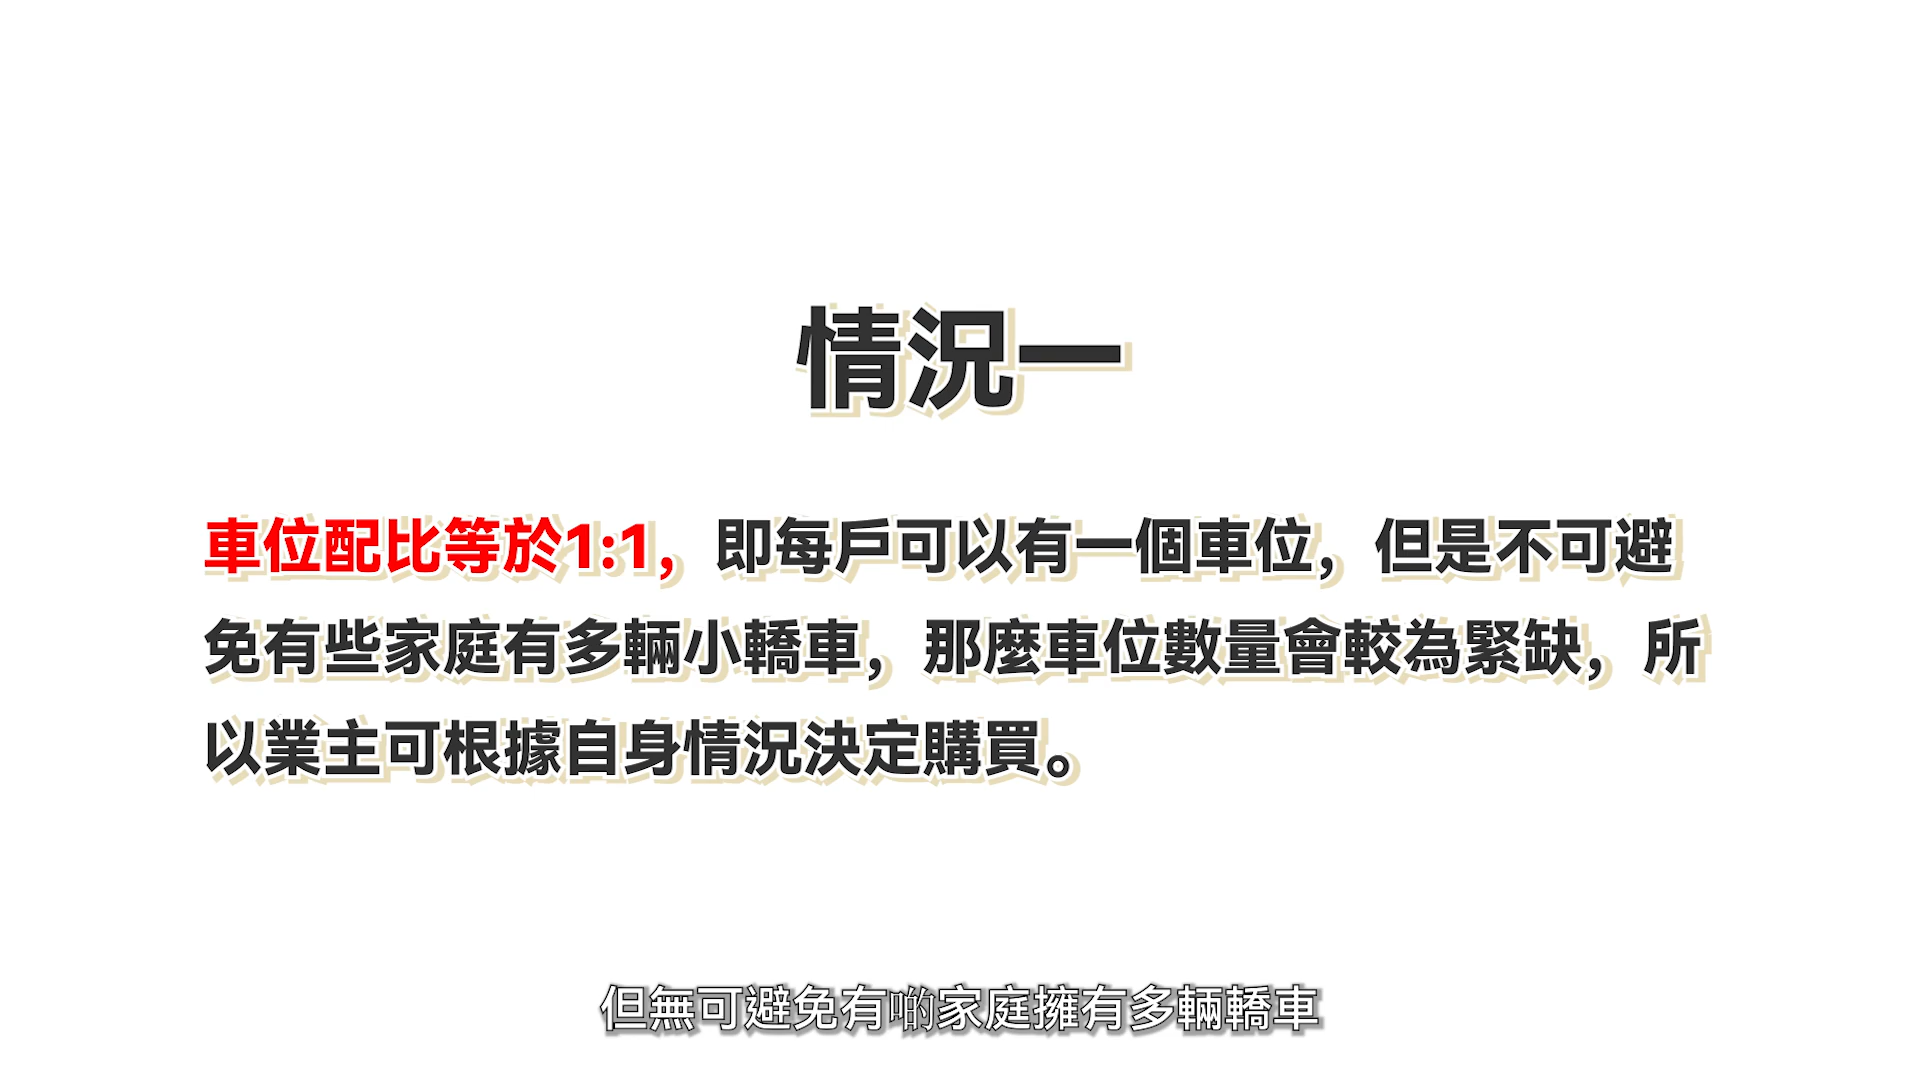 情況一
車位配比等於1:1，即每戶可以有一個車位，但是不可避
免有些家庭有多輛小轎車，那麼車位數量會較為緊缺，所
以業主可根據自身情況決定購買。
但無可避免有啲家庭擁有多輛轎車